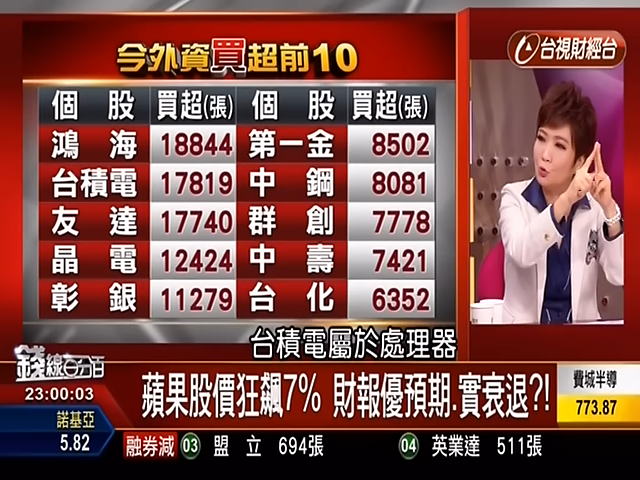 今外資買超前10
台視財經台
個股 買超(張) 個股 買超(張)
鴻海 18844 第一金 8502
台積電 17819 中鋼 8081
友達 17740 群創 7778
晶電 12424 中壽 7421
彰銀 11279 台化 6352
台積電屬於處理器
錢線百分百
23:00:03
蘋果股價狂飆7% 財報優預期.實衰退?!
費城半導
773.87
諾基亞
5.82
融券減 03 盟立 694張 04 英業達 511張